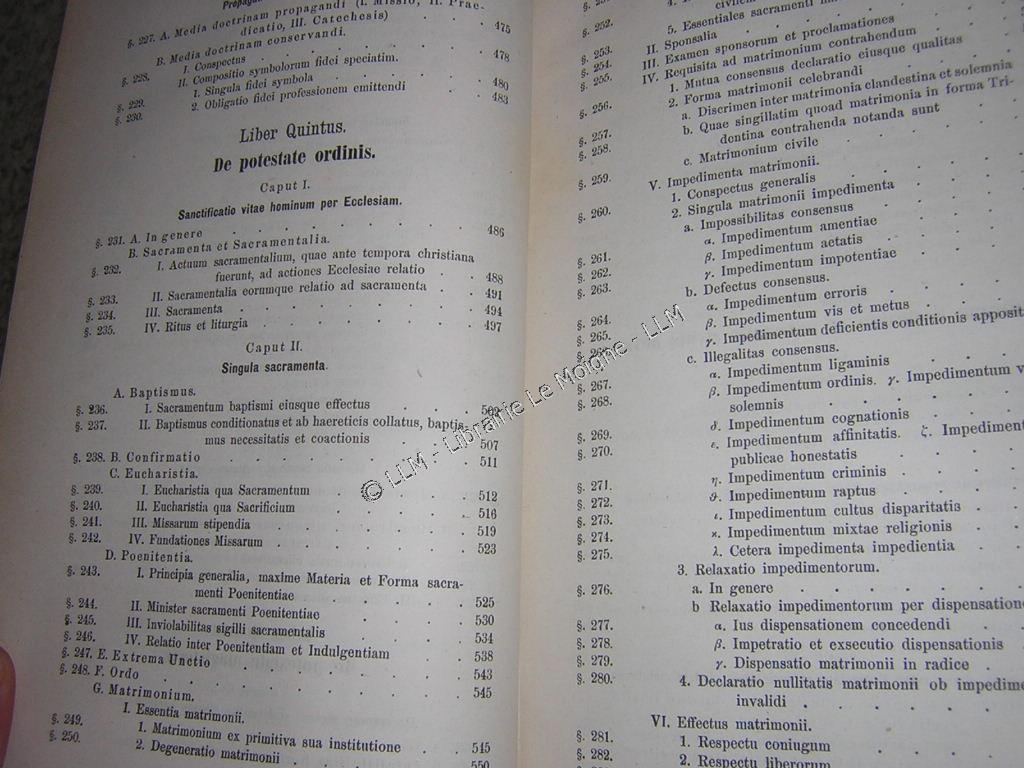 §. 227. A. Media doctrinam propagandi (I. Missio, II. Prae-
dicatio, III. Catechesis) . . . 475
B. Media doctrinam conservandi.
§. 228. I. Conspectus . . . 478
II. Compositio symbolorum fidei speciatim.
§. 229. 1. Singula fidei symbola . . . 480
§. 230. 2. Obligatio fidei professionem emittendi . . . 483
Liber Quintus.
De potestate ordinis.
Caput I.
Sanctificatio vitae hominum per Ecclesiam.
§. 231. A. In genere . . . 486
B. Sacramenta et Sacramentalia.
§. 232. I. Actuum sacramentalium, quae ante tempora christiana
fuerunt, ad actiones Ecclesiae relatio . . 488
§. 233. II. Sacramentalia eorumque relatio ad sacramenta . . 491
§. 234. III. Sacramenta . . . 494
§. 235. IV. Ritus et liturgia . . . 497
Caput II.
Singula sacramenta.
A. Baptismus.
§. 236. I. Sacramentum baptismi eiusque effectus . . .
§. 237. II. Baptismus conditionatus et ab haereticis collatus, baptis-
mus necessitatis et coactionis . . . 507
§. 238. B. Confirmatio . . . 511
C. Eucharistia.
§. 239. I. Eucharistia qua Sacramentum . . . 512
§. 240. II. Eucharistia qua Sacrificium . . . 516
§. 241. III. Missarum stipendia . . . 519
§. 242. IV. Fundationes Missarum . . . 523
D. Poenitentia.
§. 243. I. Principia generalia, maxime Materia et Forma sacra-
menti Poenitentiae . . . 525
§. 244. II. Minister sacramenti Poenitentiae . . . 530
§. 245. III. Inviolabilitas sigilli sacramentalis . . . 534
§. 246. IV. Relatio inter Poenitentiam et Indulgentiam . . . 538
§. 247. E. Extrema Unctio . . . 543
§. 248. F. Ordo . . . 545
G. Matrimonium.
I. Essentia matrimonii.
§. 249. 1. Matrimonium ex primitiva sua institutione . . 545
§. 250. 2. Degeneratio matrimonii . . . 550
5. Essentiales sacramenti
§. 252. II. Sponsalia
§. 253. III. Examen sponsorum et proclamationes
§. 254. IV. Requisita ad matrimonium contrahendum
§. 255. 1. Mutua consensus declaratio eiusque qualitas
2. Forma matrimonii celebrandi
§. 256. a. Discrimen inter matrimonia clandestina et solemnia
b. Quae singillatim quoad matrimonia in forma Tri-
§. 257. dentina contrahenda notanda sunt
§. 258. c. Matrimonium civile
V. Impedimenta matrimonii.
§. 259. 1. Conspectus generalis
2. Singula matrimonii impedimenta
§. 260. a. Impossibilitas consensus
α. Impedimentum amentiae
§. 261. β. Impedimentum aetatis
§. 262. γ. Impedimentum impotentiae
§. 263. b. Defectus consensus.
α. Impedimentum erroris
§. 264. β. Impedimentum vis et metus
§. 265. γ. Impedimentum deficientis conditionis
c. Illegalitas consensus.
α. Impedimentum ligaminis
§. 267. β. Impedimentum ordinis. γ. Impedimentum
§. 268. solemnis
δ. Impedimentum cognationis
§. 269. ε. Impedimentum affinitatis. ζ.
§. 270. publicae honestatis
η. Impedimentum criminis
§. 271. ϑ. Impedimentum raptus
§. 272. ι. Impedimentum cultus disparitatis
§. 273. ϰ. Impedimentum mixtae religionis
§. 274. λ. Cetera impedimenta impedientia
§. 275. 3. Relaxatio impedimentorum.
§. 276. a. In genere
b Relaxatio impedimentorum per
§. 277. α. Ius dispensationem concedendi
§. 278. β. Impetratio et exsecutio dispensationis
§. 279. γ. Dispensatio matrimonii in radice
§. 280. 4. Declaratio nullitatis matrimonii ob
invalidi
VI. Effectus matrimonii.
§. 281. 1. Respectu coniugum
§. 282. 2. Respectu liberorum
© LLM - Librairie Le Moigne - LLM